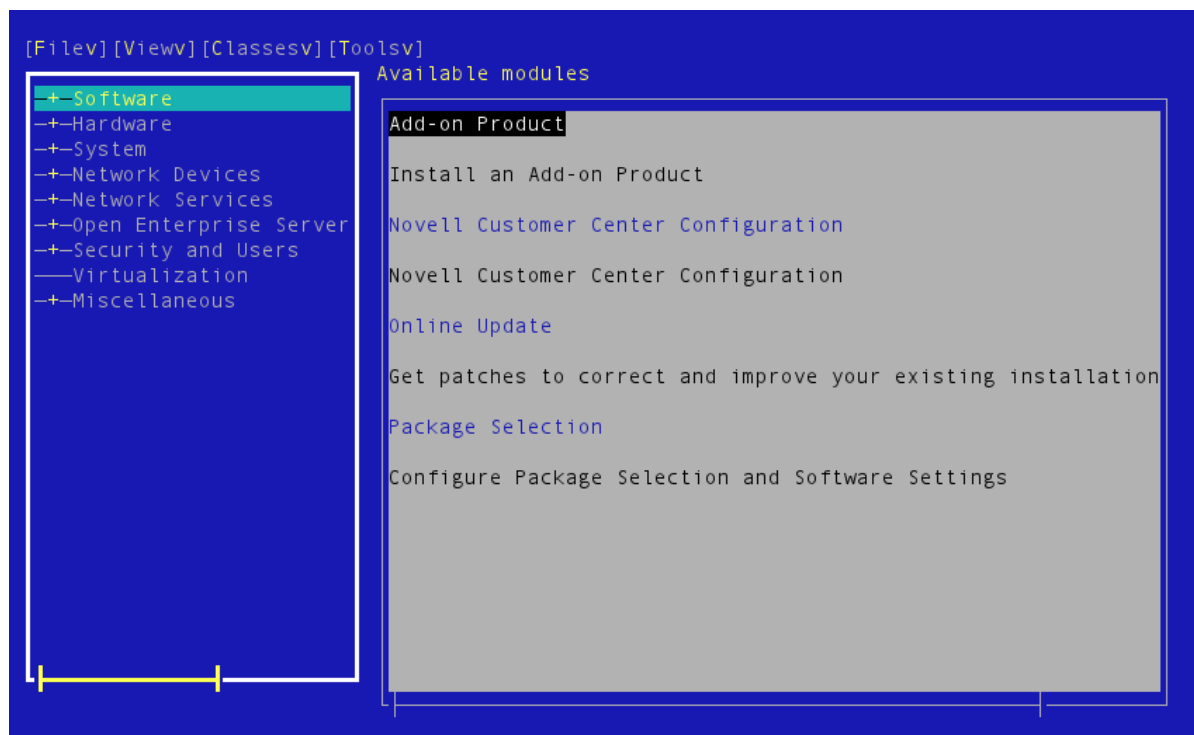 [Filev][Viewv][Classesv][Toolsv]
Available modules
—+—Software
—+—Hardware
—+—System
—+—Network Devices
—+—Network Services
—+—Open Enterprise Server
—+—Security and Users
———Virtualization
—+—Miscellaneous
Add-on Product
Install an Add-on Product
Novell Customer Center Configuration
Novell Customer Center Configuration
Online Update
Get patches to correct and improve your existing installation
Package Selection
Configure Package Selection and Software Settings